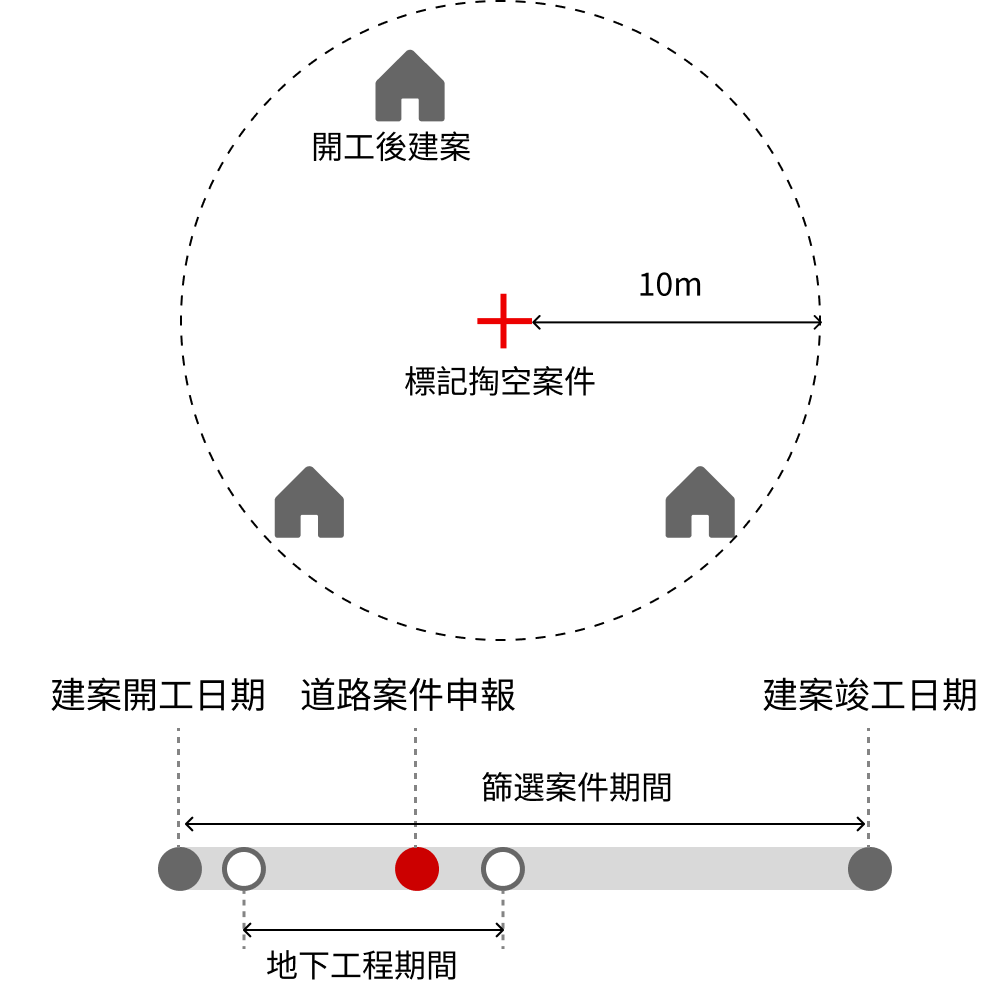 開工後建案
10m
標記掏空案件
建案開工日期
道路案件申報
建案竣工日期
篩選案件期間
地下工程期間